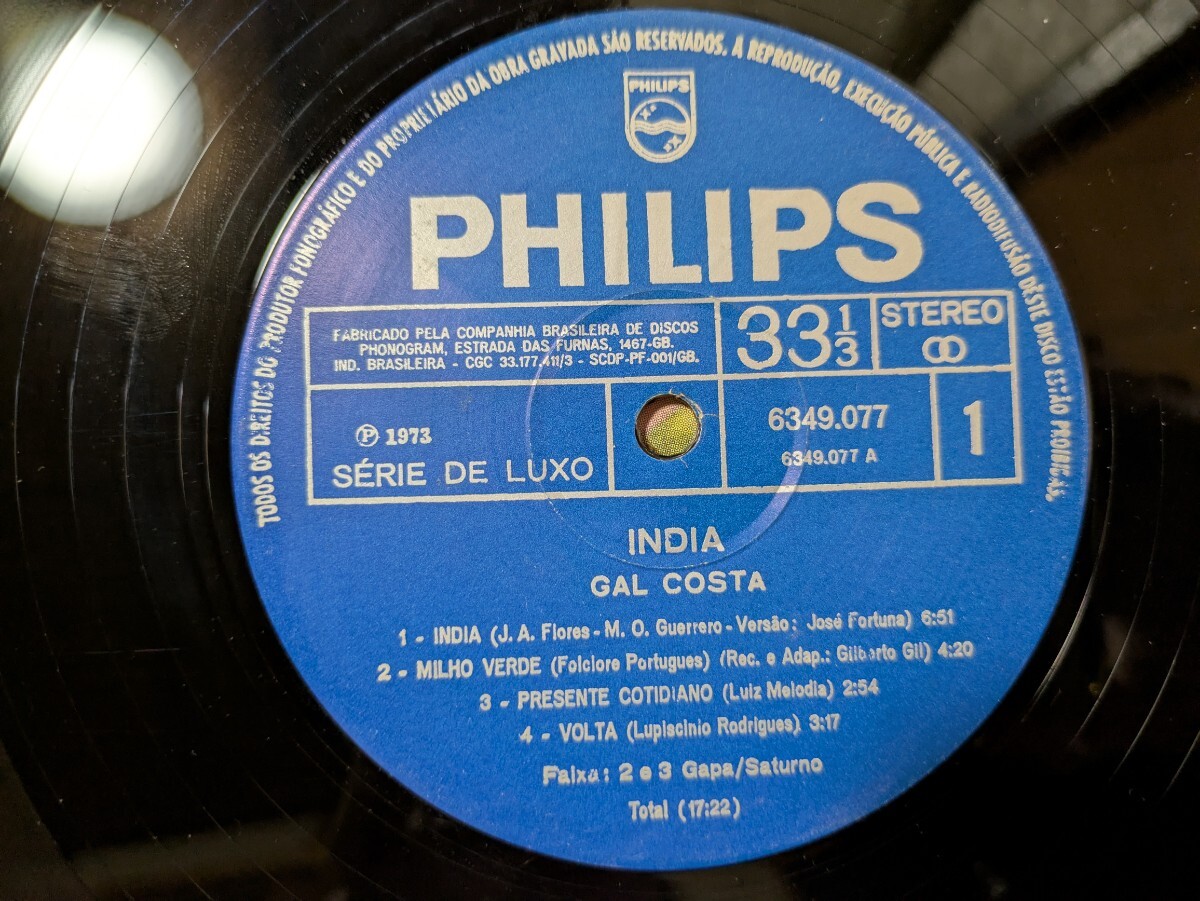 TODOS OS DIREITOS DO PRODUTOR FONOGRÁFICO E DO PROPRIETÁRIO DA OBRA GRAVADA SÃO RESERVADOS. A REPRODUÇÃO, EXECUÇÃO PÚBLICA E RADIODIFUSÃO DÊSTE DISCO ESTÃO PROIBIDAS.
PHILIPS
PHILIPS
FABRICADO PELA COMPANHIA BRASILEIRA DE DISCOS
PHONOGRAM, ESTRADA DAS FURNAS, 1467-GB.
IND. BRASILEIRA - CGC 33.177.411/3 - SCDP-PF-001/GB.
33 1/3
STEREO
℗ 1973
SÉRIE DE LUXO
6349.077
6349.077 A
1
INDIA
GAL COSTA
1 - INDIA (J. A. Flores - M. O. Guerrero - Versão: José Fortuna) 6:51
2 - MILHO VERDE (Folclore Portugues) (Rec. e Adap.: Gilberto Gil) 4:20
3 - PRESENTE COTIDIANO (Luiz Melodia) 2:54
4 - VOLTA (Lupiscinio Rodrigues) 3:17
Faixa: 2 e 3 Gapa/Saturno
Total (17:22)